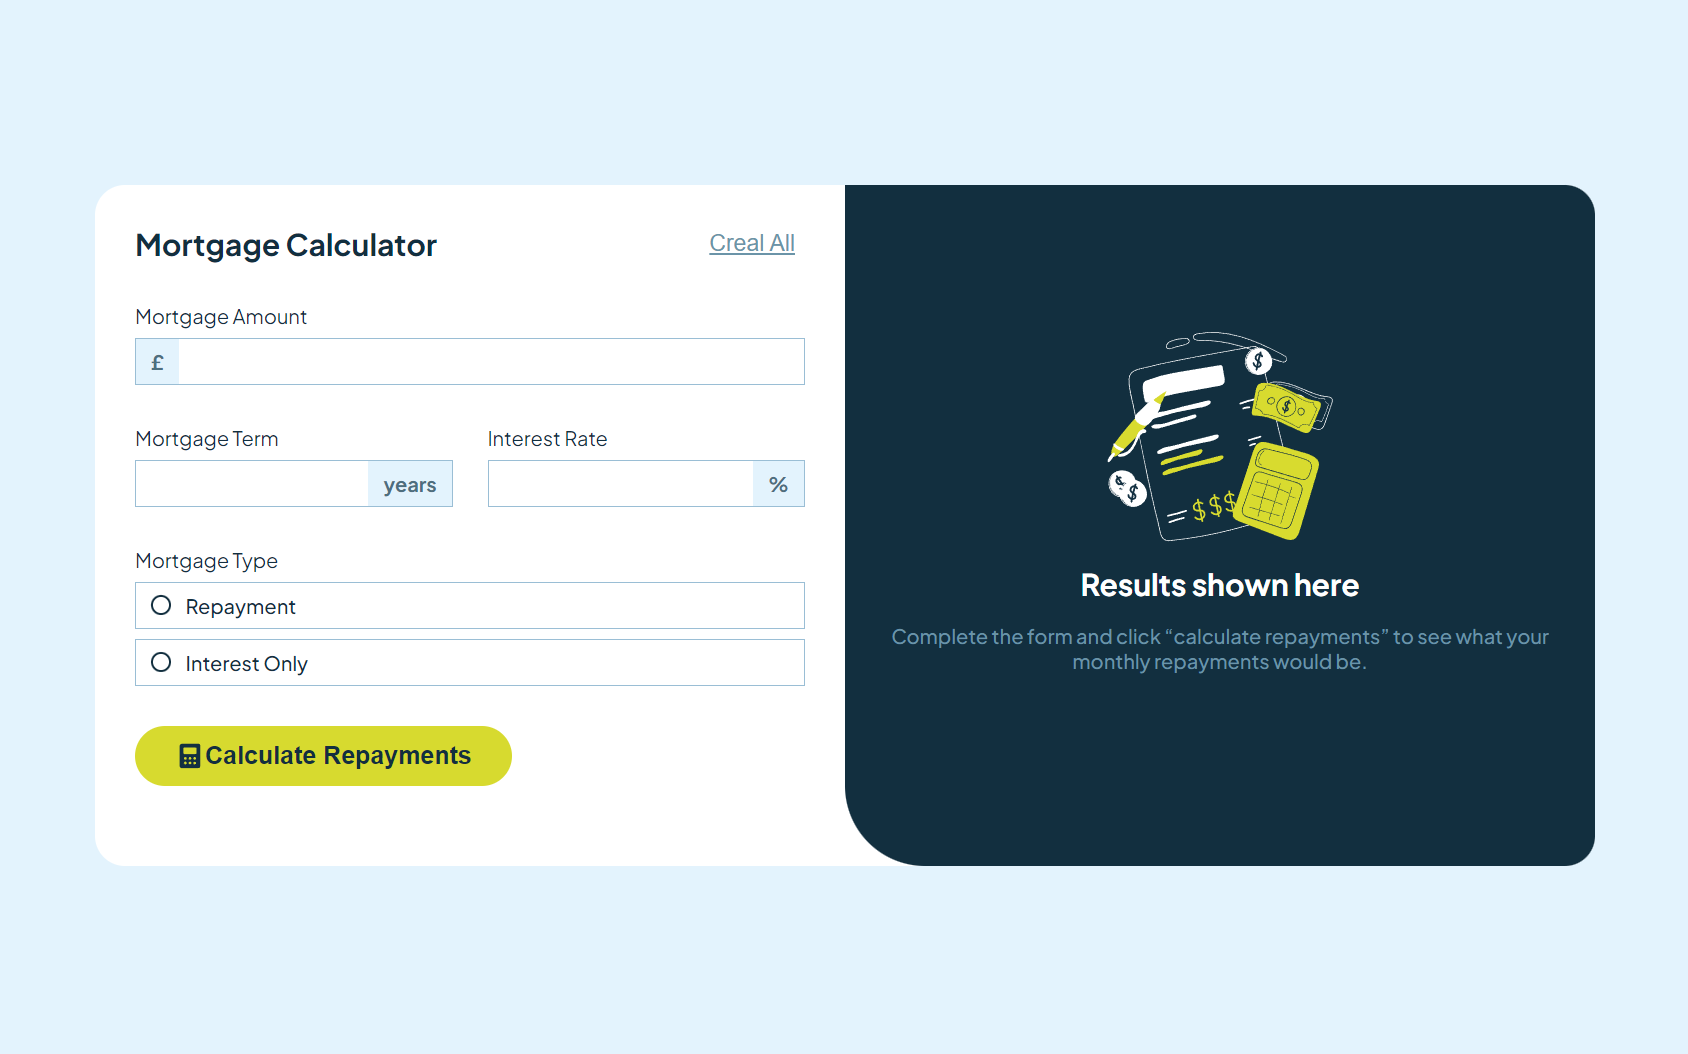 Mortgage Calculator
Creal All
Mortgage Amount
£
Mortgage Term
Interest Rate
years
%
Mortgage Type
Repayment
Interest Only
Calculate Repayments
$
$
$
$
$$$
Results shown here
Complete the form and click “calculate repayments” to see what your
monthly repayments would be.